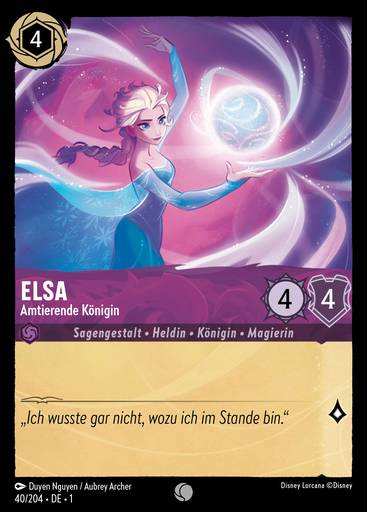 4
ELSA
Amtierende Königin
4 4
Sagengestalt • Heldin • Königin • Magierin
„Ich wusste gar nicht, wozu ich im Stande bin.“
Duyen Nguyen / Aubrey Archer
Disney Lorcana ©Disney
40/204 • DE • 1